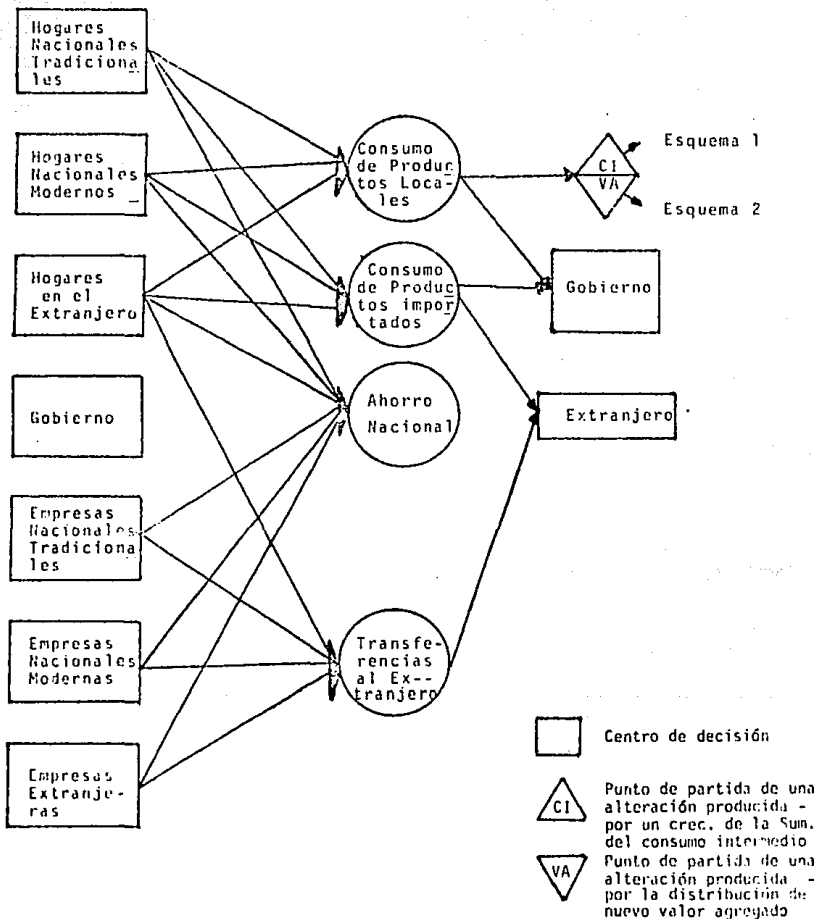 Hogares
Nacionales
Tradiciona
les
Hogares
Nacionales
Modernos
Hogares
en el
Extranjero
Gobierno
Empresas
Nacionales
Tradiciona
les
Empresas
Nacionales
Modernas
Empresas
Extranje-
ras
Consumo
de Produc
tos Loca-
les
Consumo
de Produc
tos impor
tados
Ahorro
Nacional
Transfe-
rencias
al Ex--
tranjero
CI
VA
Esquema 1
Esquema 2
Gobierno
Extranjero
Centro de decisión
CI
Punto de partida de una
alteración producida -
por un crec. de la Sum.
del consumo intermedio
VA
Punto de partida de una
alteración producida -
por la distribución de
nuevo valor agregado